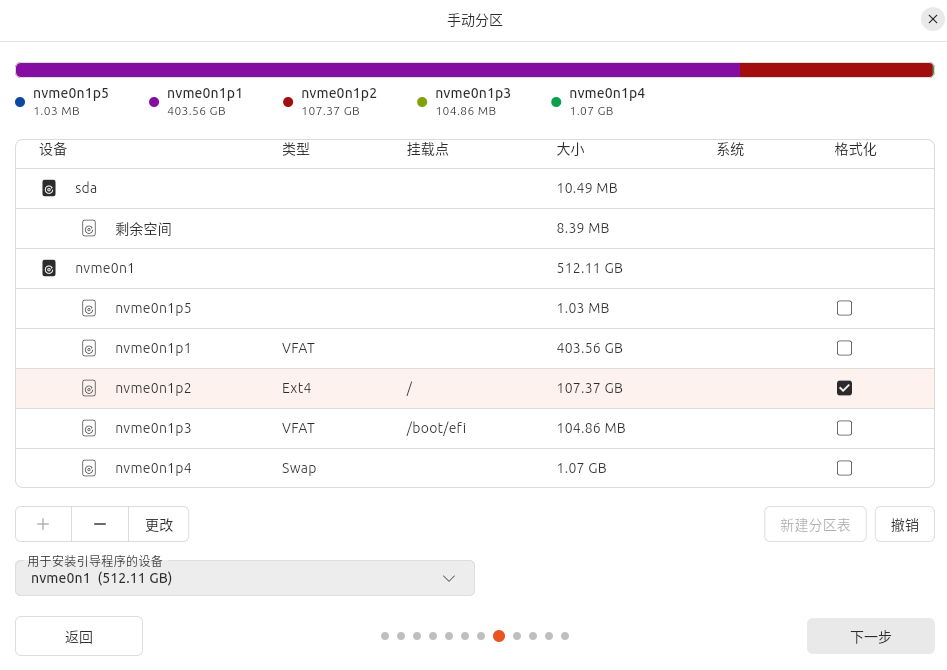 手动分区
nvme0n1p5 nvme0n1p1 nvme0n1p2 nvme0n1p3 nvme0n1p4
1.03 MB 403.56 GB 107.37 GB 104.86 MB 1.07 GB
设备 类型 挂载点 大小 系统 格式化
sda 10.49 MB
剩余空间 8.39 MB
nvme0n1 512.11 GB
nvme0n1p5 1.03 MB
nvme0n1p1 VFAT 403.56 GB
nvme0n1p2 Ext4 / 107.37 GB
nvme0n1p3 VFAT /boot/efi 104.86 MB
nvme0n1p4 Swap 1.07 GB
更改 新建分区表 撤销
用于安装引导程序的设备
nvme0n1 (512.11 GB)
返回 下一步